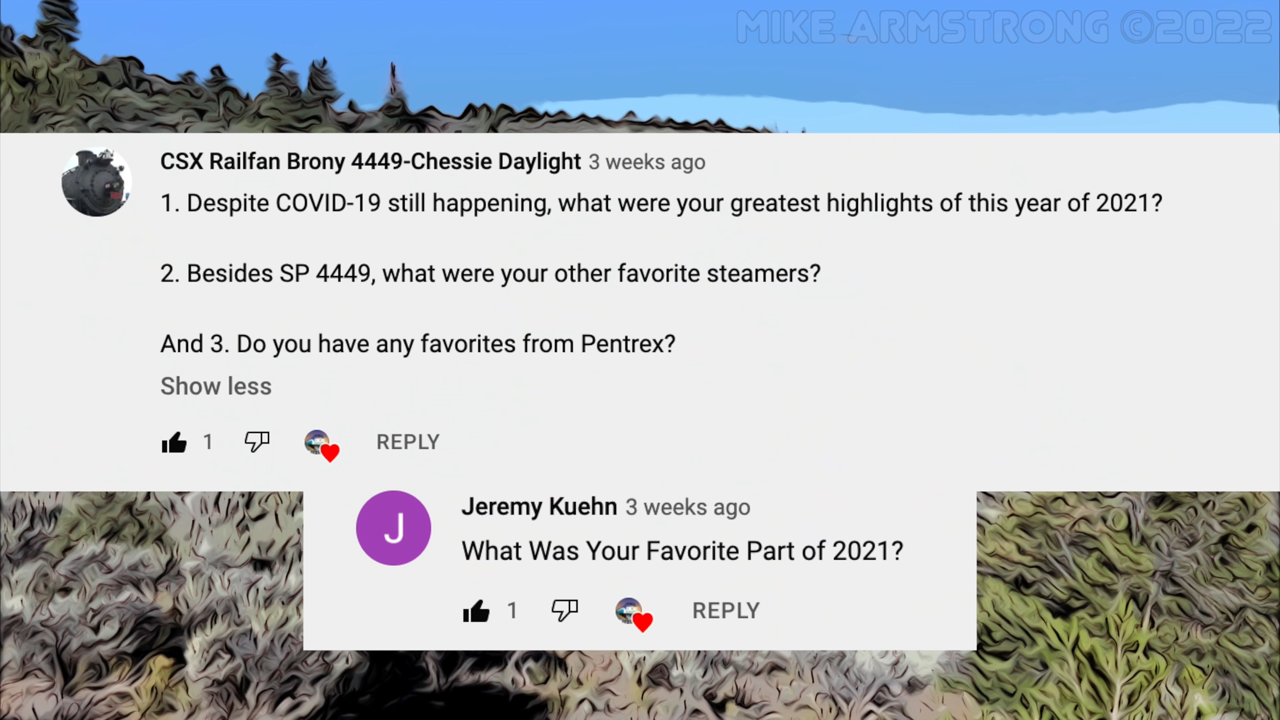 MIKE ARMSTRONG ©2022
CSX Railfan Brony 4449-Chessie Daylight 3 weeks ago
1. Despite COVID-19 still happening, what were your greatest highlights of this year of 2021?
2. Besides SP 4449, what were your other favorite steamers?
And 3. Do you have any favorites from Pentrex?
Show less
1 REPLY
J
Jeremy Kuehn 3 weeks ago
What Was Your Favorite Part of 2021?
1 REPLY